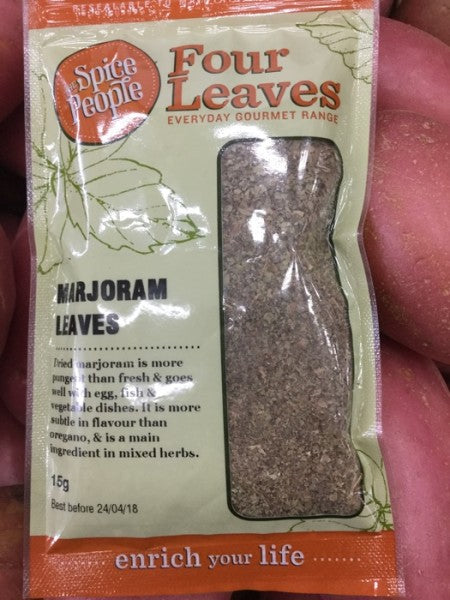 The Spice
People
Four
Leaves
EVERYDAY GOURMET RANGE
MARJORAM
LEAVES
Dried marjoram is more
pungent than fresh & goes
well with egg, fish &
vegetable dishes. It is more
subtle in flavour than
oregano, & is a main
ingredient in mixed herbs.
15g
Best before 24/04/18
enrich your life